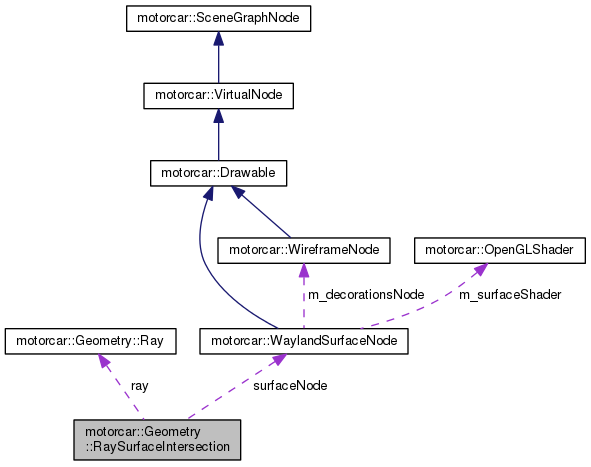 motorcar::SceneGraphNode
motorcar::VirtualNode
motorcar::Drawable
motorcar::WireframeNode
motorcar::OpenGLShader
m_decorationsNode
m_surfaceShader
motorcar::Geometry::Ray
motorcar::WaylandSurfaceNode
ray
surfaceNode
motorcar::Geometry
::RaySurfaceIntersection